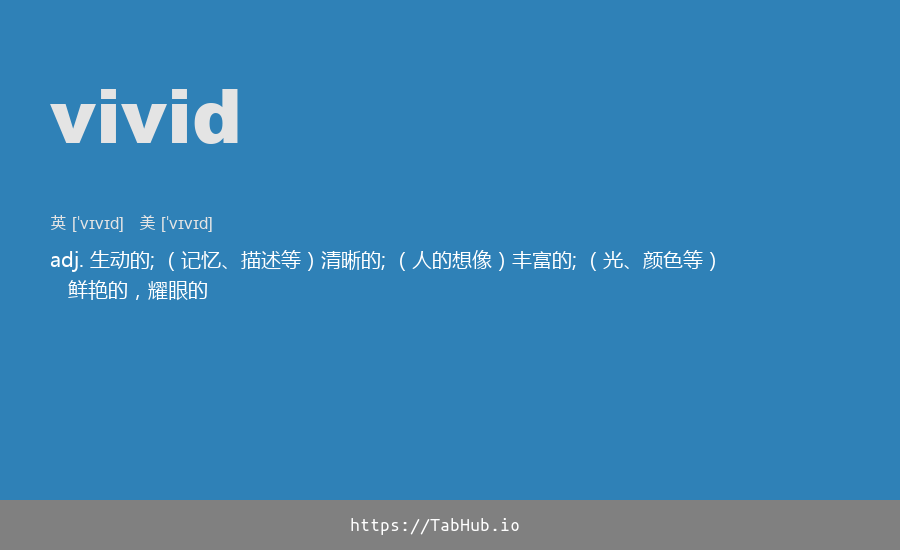 vivid
英 [ˈvɪvɪd] 美 [ˈvɪvɪd]
adj. 生动的; （记忆、描述等）清晰的; （人的想像）丰富的; （光、颜色等）
鲜艳的，耀眼的
https://TabHub.io